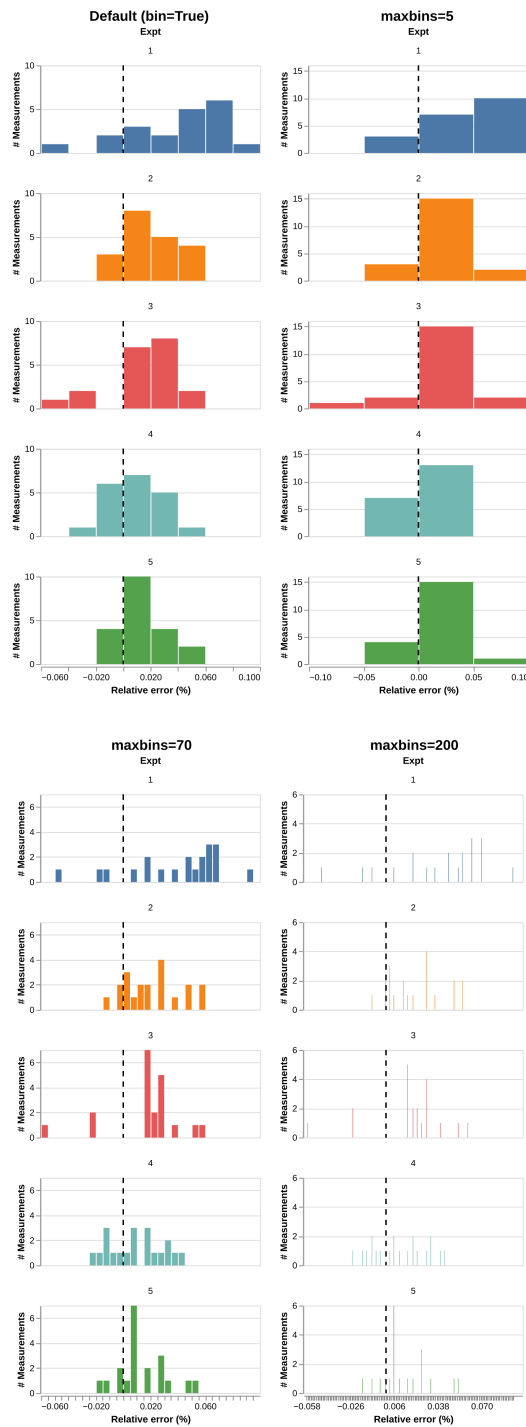 Default (bin=True)
Expt
1
10
5
0
# Measurements
2
10
5
0
# Measurements
3
10
5
0
# Measurements
4
10
5
0
# Measurements
5
10
5
0
# Measurements
−0.060 −0.020 0.020 0.060 0.100
Relative error (%)
maxbins=5
Expt
1
15
10
5
0
# Measurements
2
15
10
5
0
# Measurements
3
15
10
5
0
# Measurements
4
15
10
5
0
# Measurements
5
15
10
5
0
# Measurements
−0.10 −0.05 0.00 0.05 0.10
Relative error (%)
maxbins=70
Expt
1
6
4
2
0
# Measurements
2
6
4
2
0
# Measurements
3
6
4
2
0
# Measurements
4
6
4
2
0
# Measurements
5
6
4
2
0
# Measurements
−0.060 0.000 0.060
Relative error (%)
maxbins=200
Expt
1
6
4
2
0
# Measurements
2
6
4
2
0
# Measurements
3
6
4
2
0
# Measurements
4
6
4
2
0
# Measurements
5
6
4
2
0
# Measurements
−0.058 −0.026 0.006 0.038 0.070
Relative error (%)